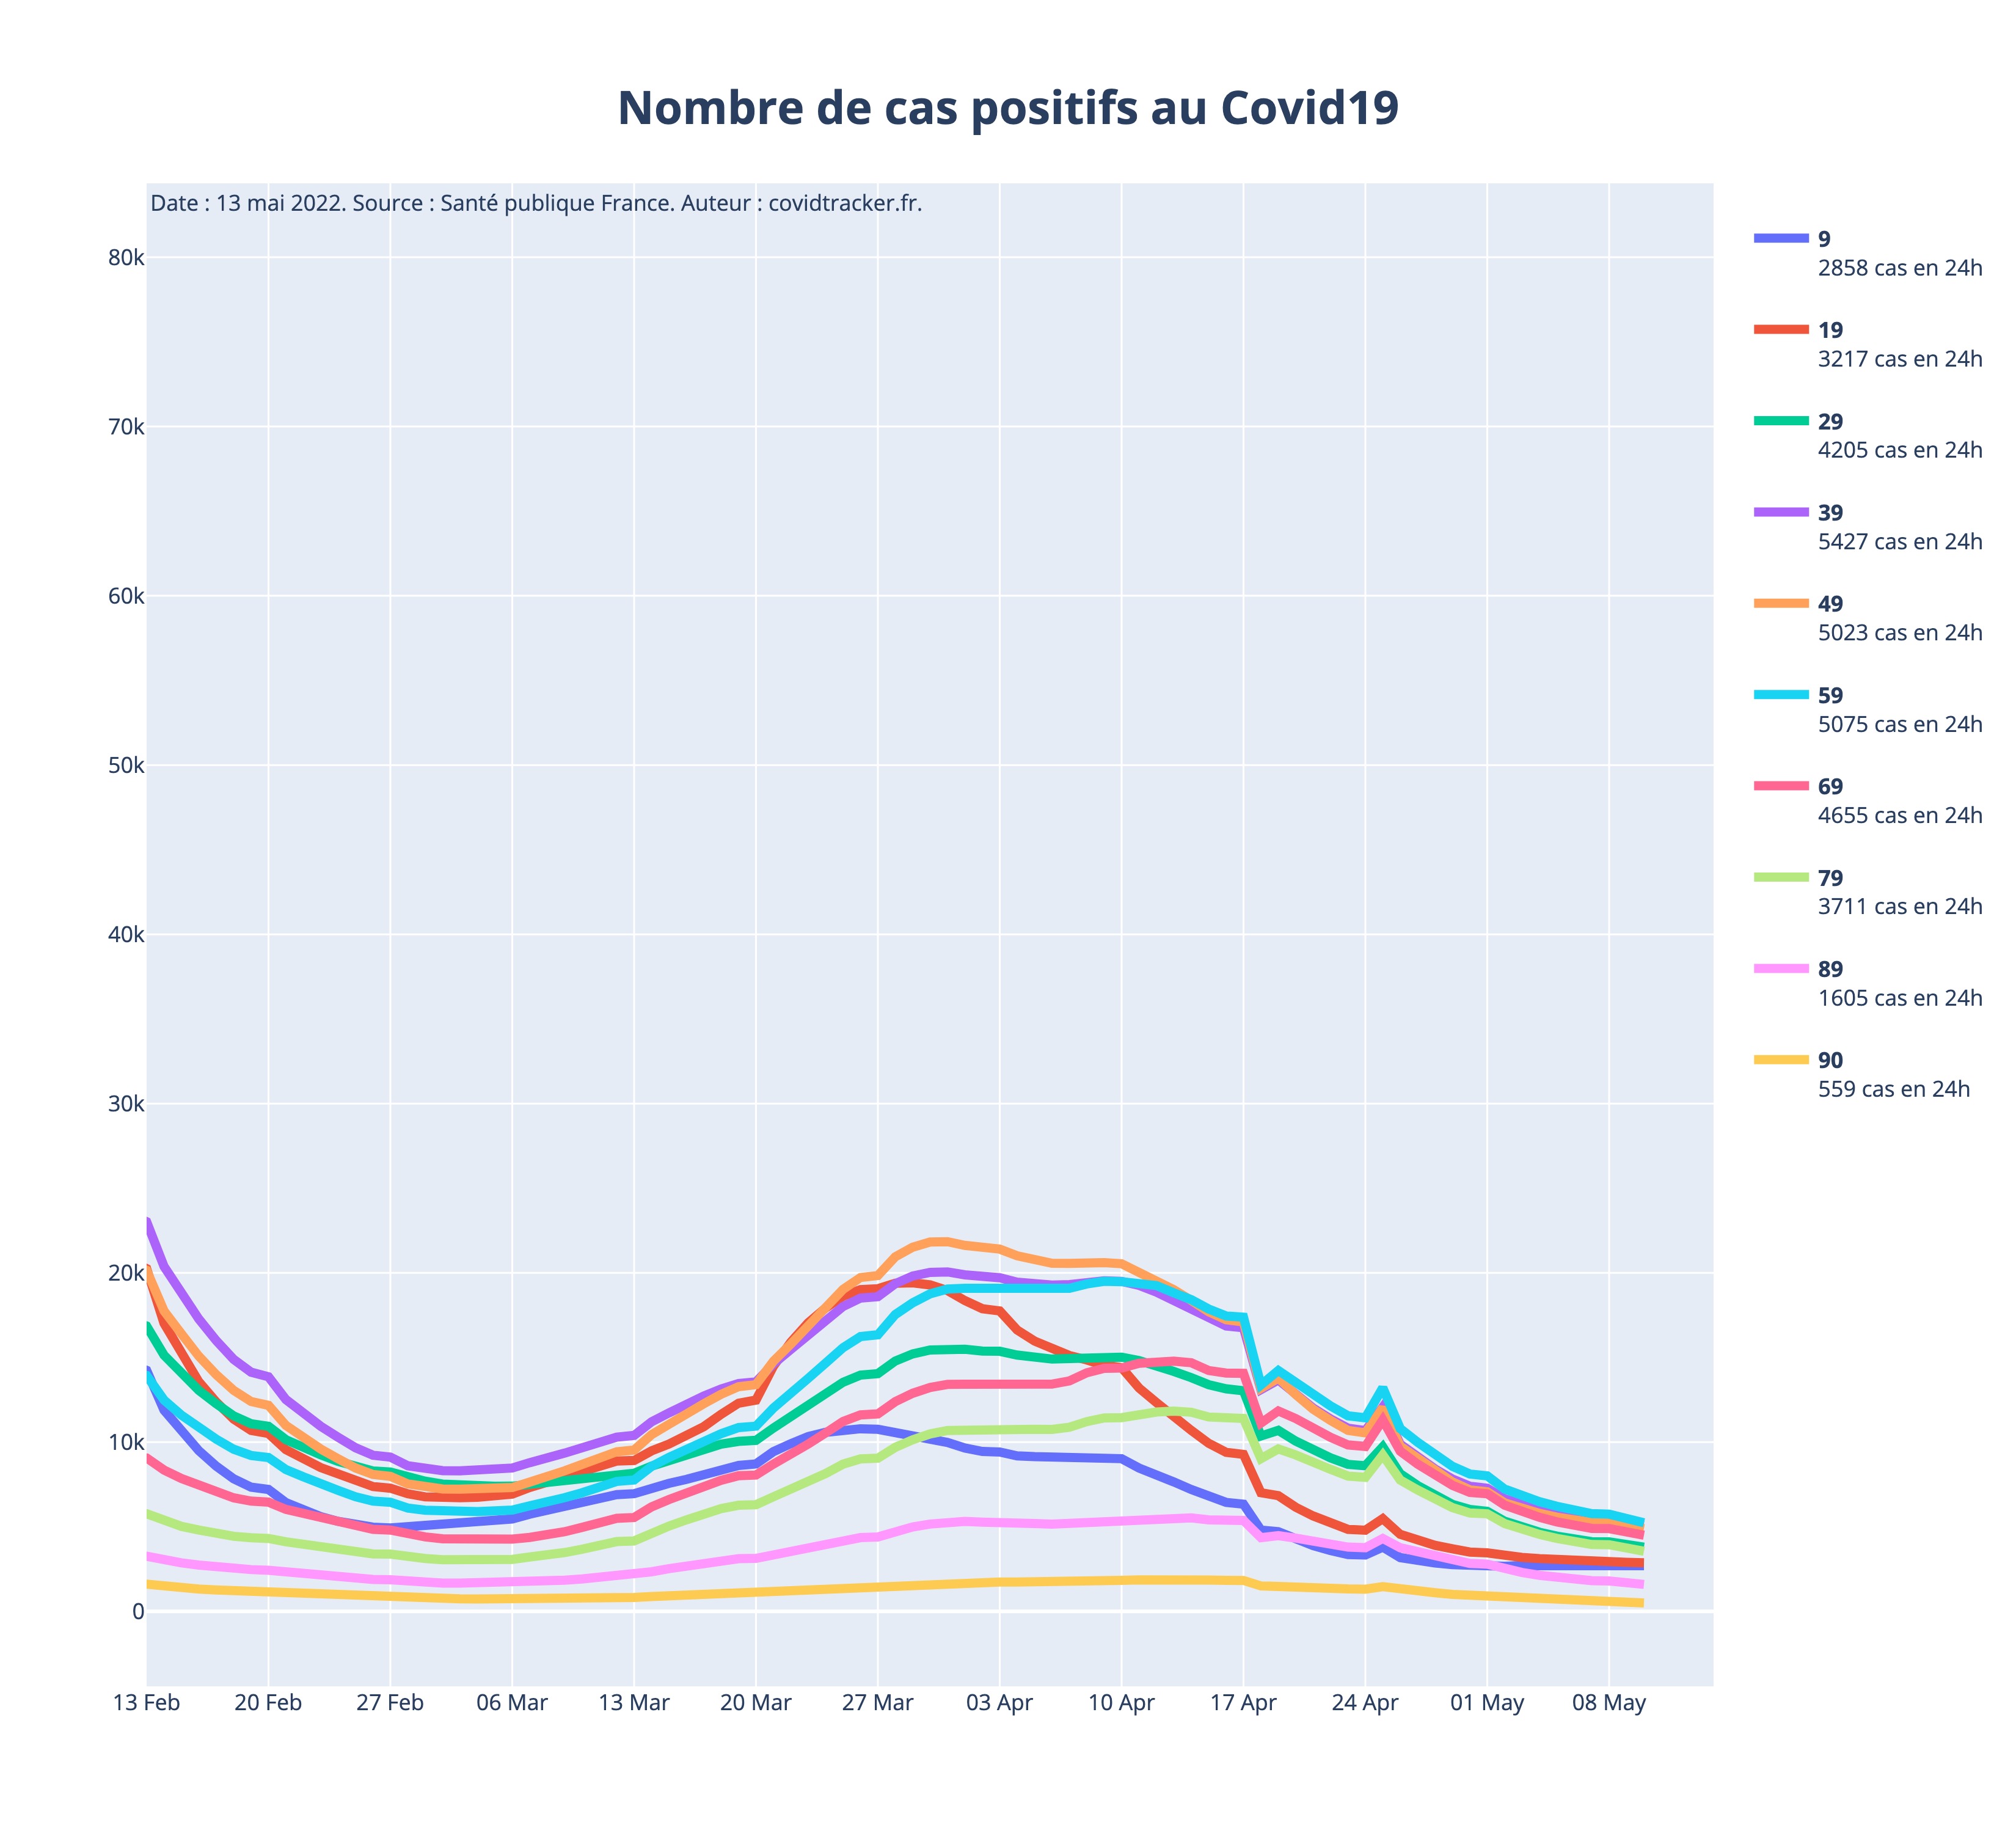 Nombre de cas positifs au Covid19
Date : 13 mai 2022. Source : Santé publique France. Auteur : covidtracker.fr.
80k
70k
60k
50k
40k
30k
20k
10k
0
13 Feb
20 Feb
27 Feb
06 Mar
13 Mar
20 Mar
27 Mar
03 Apr
10 Apr
17 Apr
24 Apr
01 May
08 May
9
2858 cas en 24h
19
3217 cas en 24h
29
4205 cas en 24h
39
5427 cas en 24h
49
5023 cas en 24h
59
5075 cas en 24h
69
4655 cas en 24h
79
3711 cas en 24h
89
1605 cas en 24h
90
559 cas en 24h